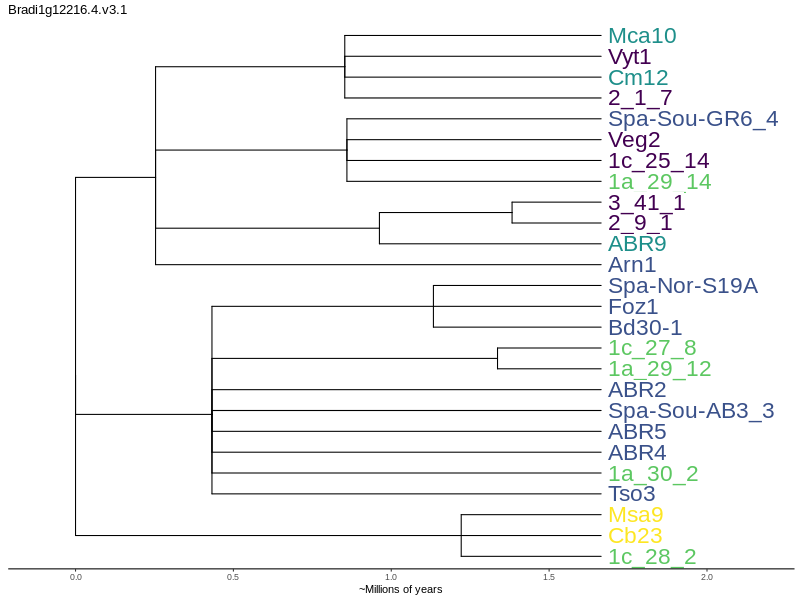 Bradi1g12216.4.v3.1
Mca10
Vyt1
Cm12
2_1_7
Spa-Sou-GR6_4
Veg2
1c_25_14
1a_29_14
3_41_1
2_9_1
ABR9
Arn1
Spa-Nor-S19A
Foz1
Bd30-1
1c_27_8
1a_29_12
ABR2
Spa-Sou-AB3_3
ABR5
ABR4
1a_30_2
Tso3
Msa9
Cb23
1c_28_2
0.0 0.5 1.0 1.5 2.0
~Millions of years